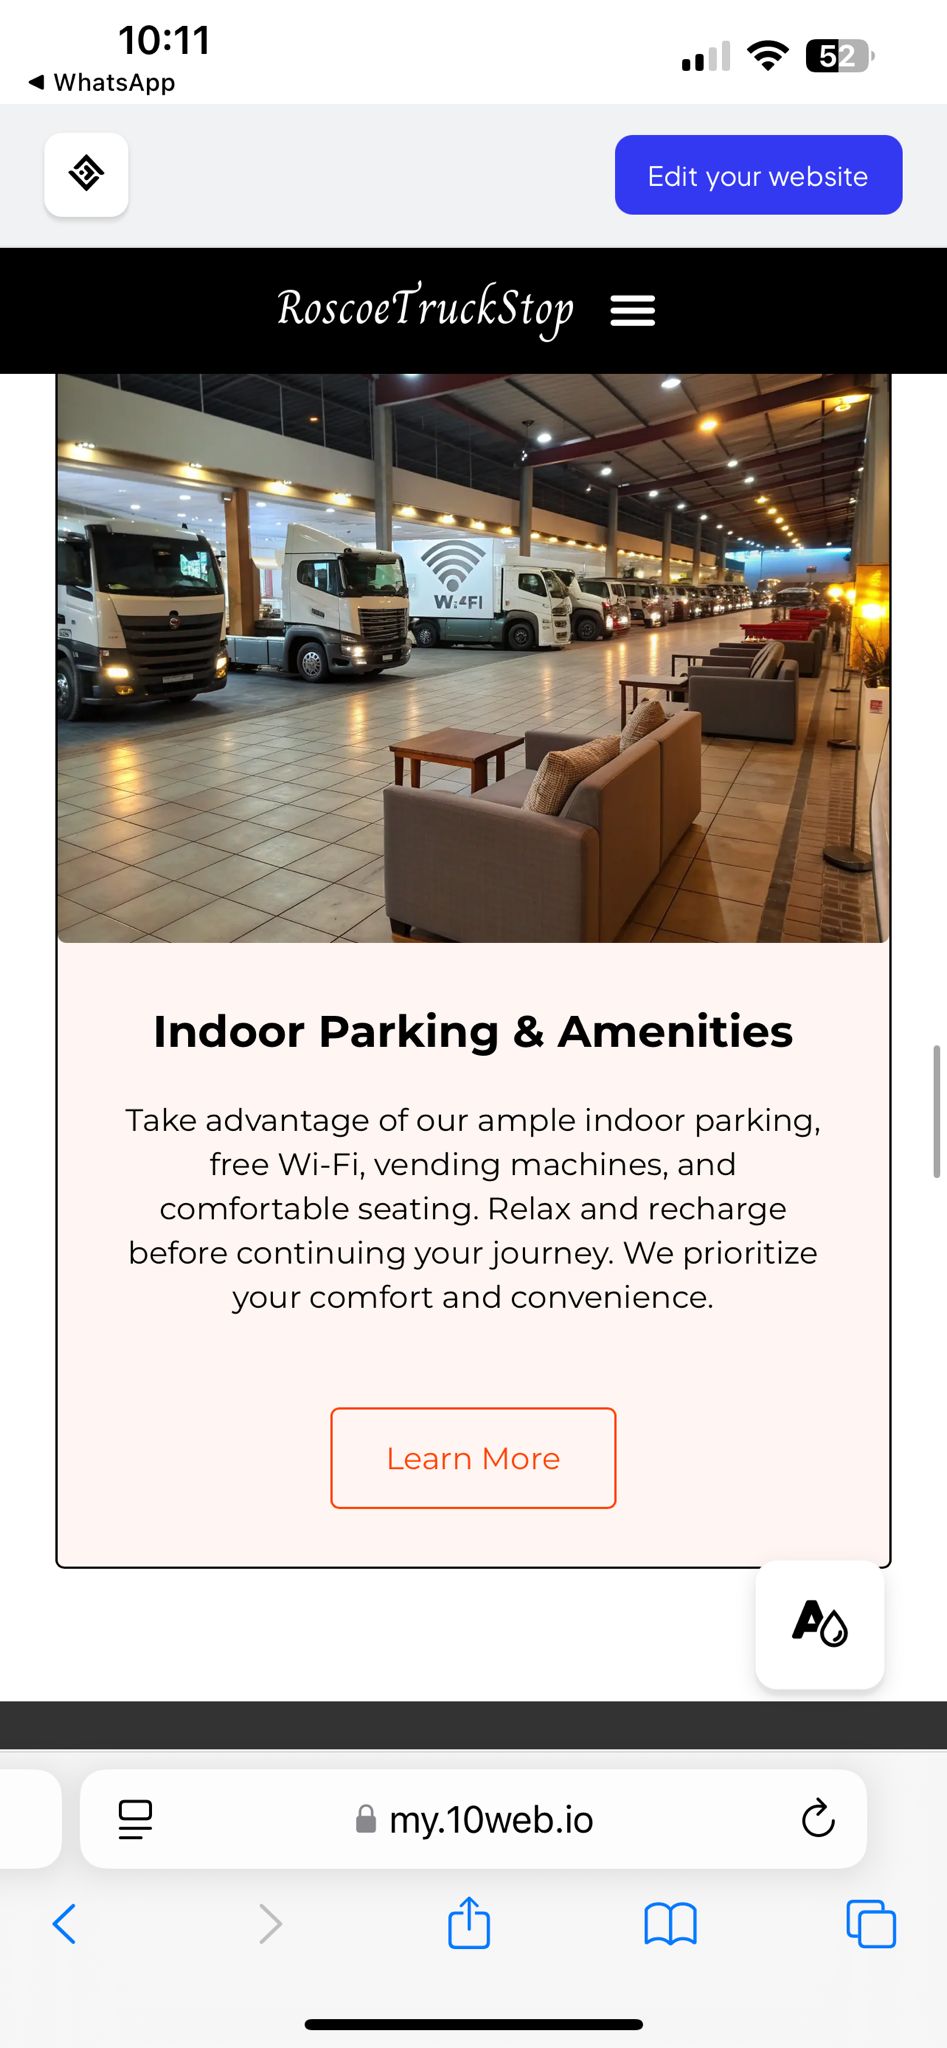 10:11
52
WhatsApp
Edit your website
RoscoeTruckStop
Indoor Parking & Amenities
Take advantage of our ample indoor parking,
free Wi-Fi, vending machines, and
comfortable seating. Relax and recharge
before continuing your journey. We prioritize
your comfort and convenience.
Learn More
A
my.10web.io